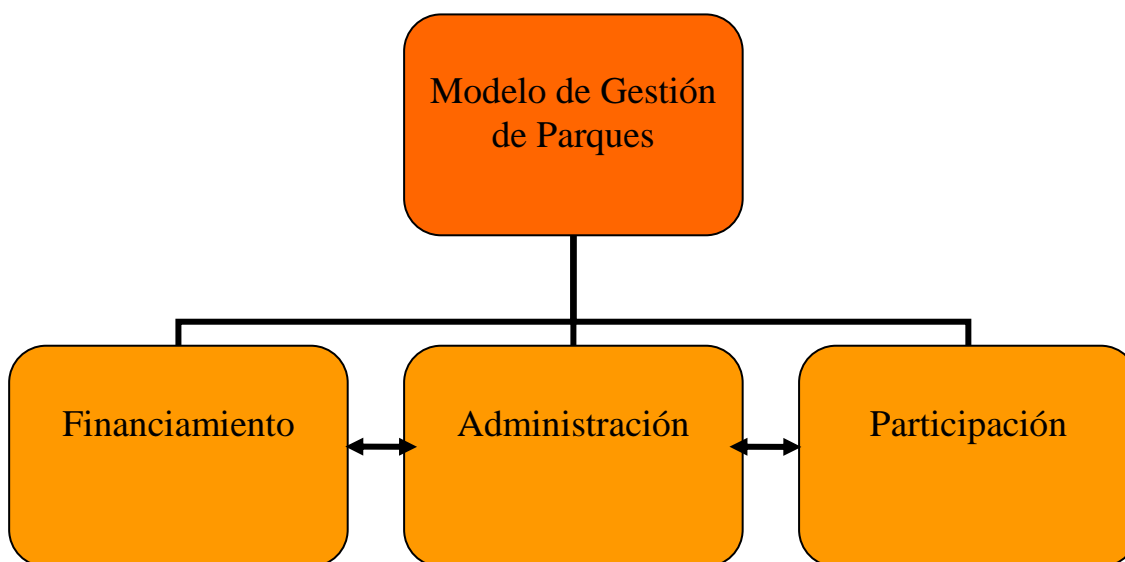 Modelo de Gestión
de Parques
Financiamiento
Administración
Participación